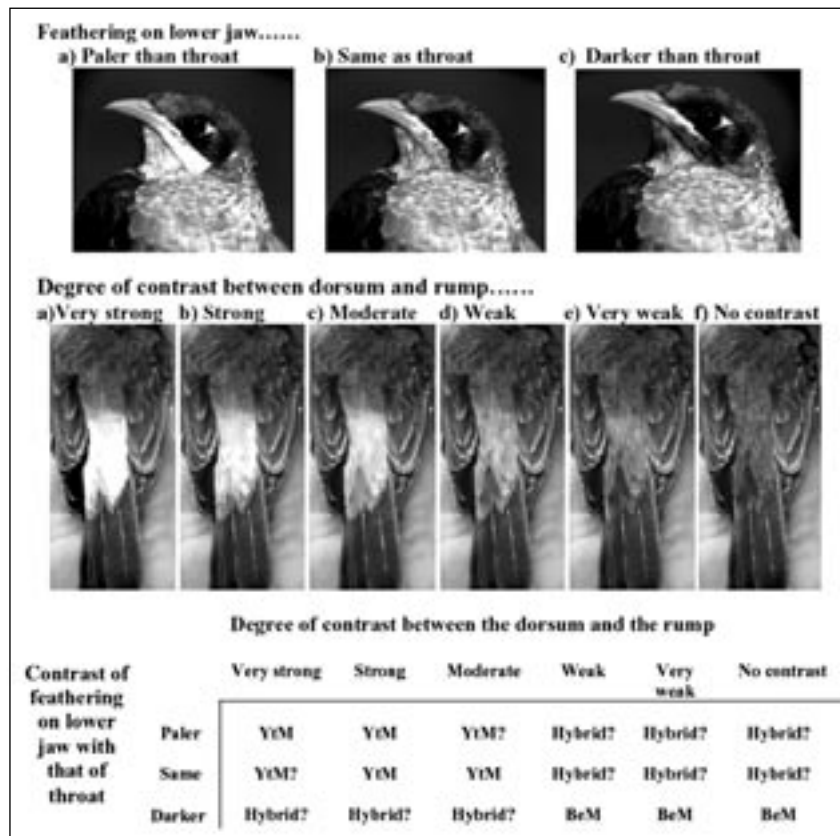 Feathering on lower jaw......
a) Paler than throat b) Same as throat c) Darker than throat
Degree of contrast between dorsum and rump......
a)Very strong b) Strong c) Moderate d) Weak e) Very weak f) No contrast
Degree of contrast between the dorsum and the rump
Contrast of feathering on lower jaw with that of throat
Very strong Strong Moderate Weak Very weak No contrast
Paler YtM YtM YtM? Hybrid? Hybrid? Hybrid?
Same YtM? YtM YtM Hybrid? Hybrid? Hybrid?
Darker Hybrid? Hybrid? Hybrid? BeM BeM BeM